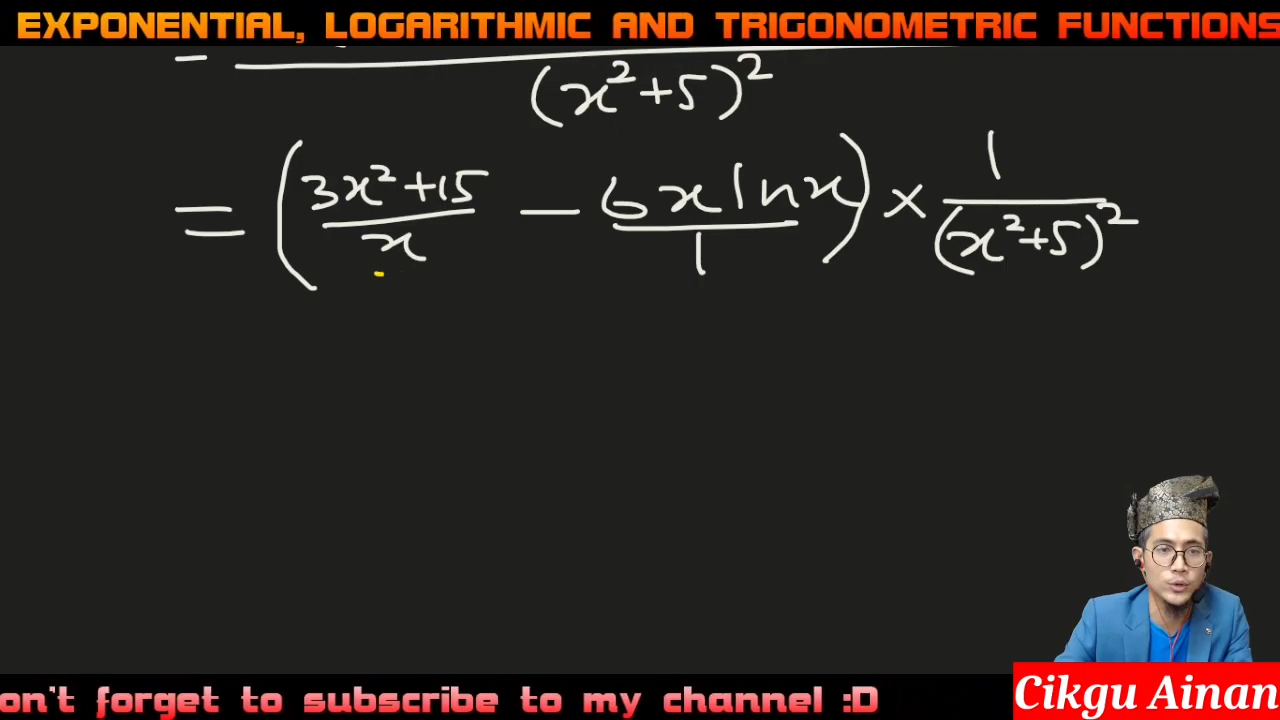 EXPONENTIAL, LOGARITHMIC AND TRIGONOMETRIC FUNCTIONS
(x²+5)²
= ( (3x²+15)/x − (6x ln x)/1 ) × 1/(x²+5)²
on't forget to subscribe to my channel :D
Cikgu Ainan